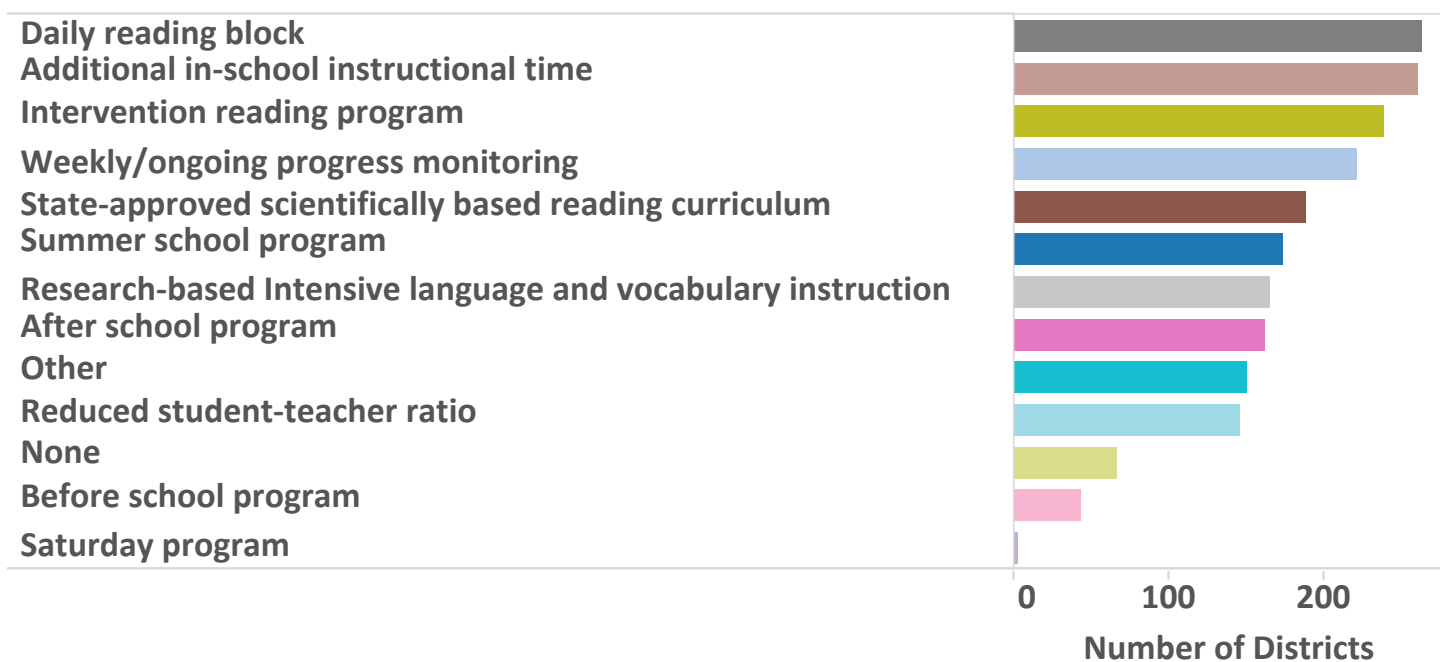 Daily reading block
Additional in-school instructional time
Intervention reading program
Weekly/ongoing progress monitoring
State-approved scientifically based reading curriculum
Summer school program
Research-based Intensive language and vocabulary instruction
After school program
Other
Reduced student-teacher ratio
None
Before school program
Saturday program
0 100 200
Number of Districts